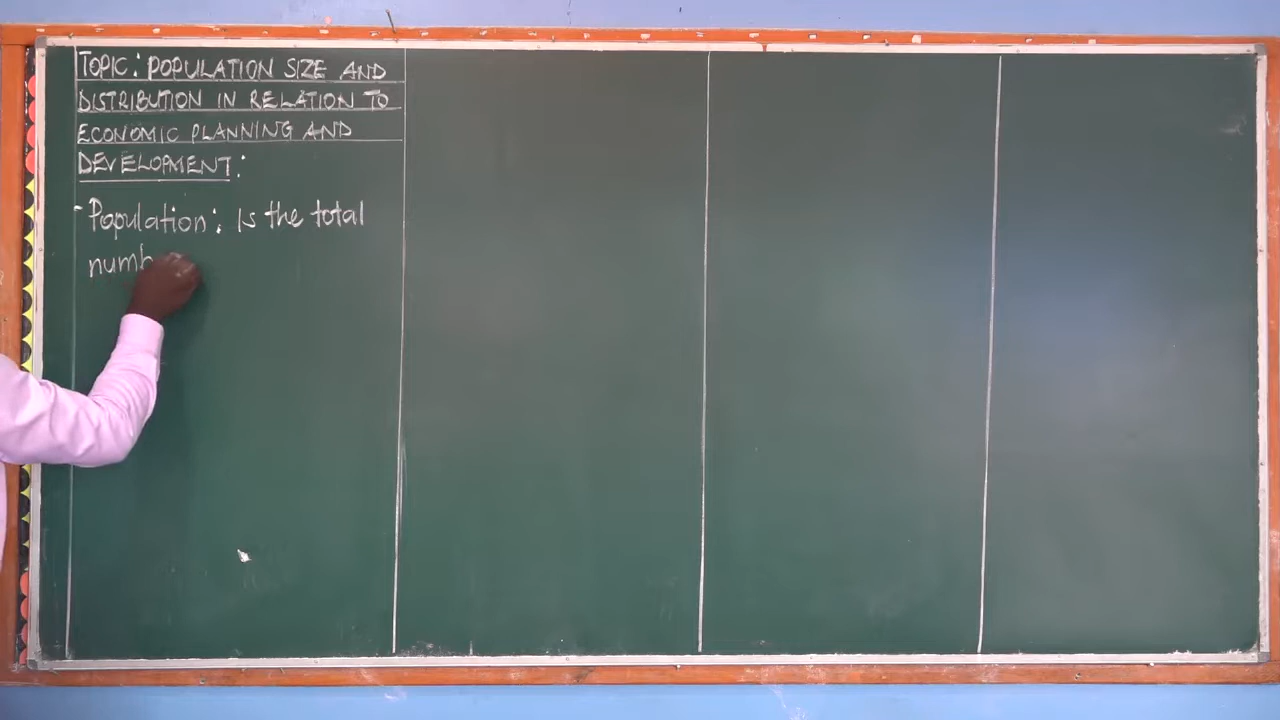 TOPIC: POPULATION SIZE AND
DISTRIBUTION IN RELATION TO
ECONOMIC PLANNING AND
DEVELOPMENT:
- Population: Is the total
numb